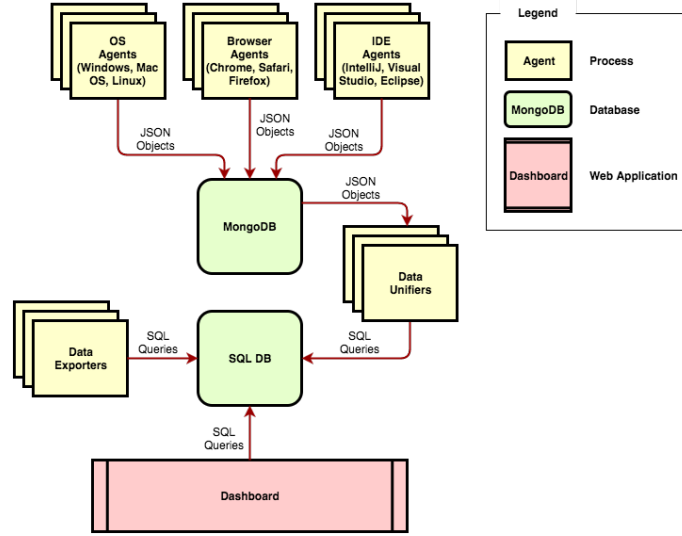 OS
Agents
(Windows, Mac
OS, Linux)
Browser
Agents
(Chrome, Safari,
Firefox)
IDE
Agents
(IntelliJ, Visual
Studio, Eclipse)
JSON
Objects
JSON
Objects
JSON
Objects
MongoDB
JSON
Objects
Data
Unifiers
SQL
Queries
SQL DB
SQL
Queries
Data
Exporters
SQL
Queries
Dashboard
Legend
Agent
Process
MongoDB
Database
Dashboard
Web Application